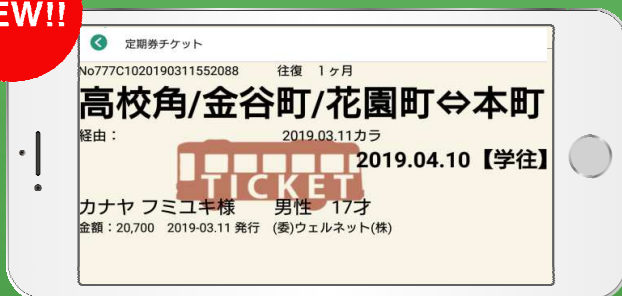 EW!!
定期券チケット
No777C1020190311552088 往復 1ヶ月
高校角/金谷町/花園町⇔本町
経由: 2019.03.11カラ
2019.04.10【学往】
TICKET
カナヤ フミユキ様 男性 17才
金額:20,700 2019-03.11 発行 (委)ウェルネット(株)